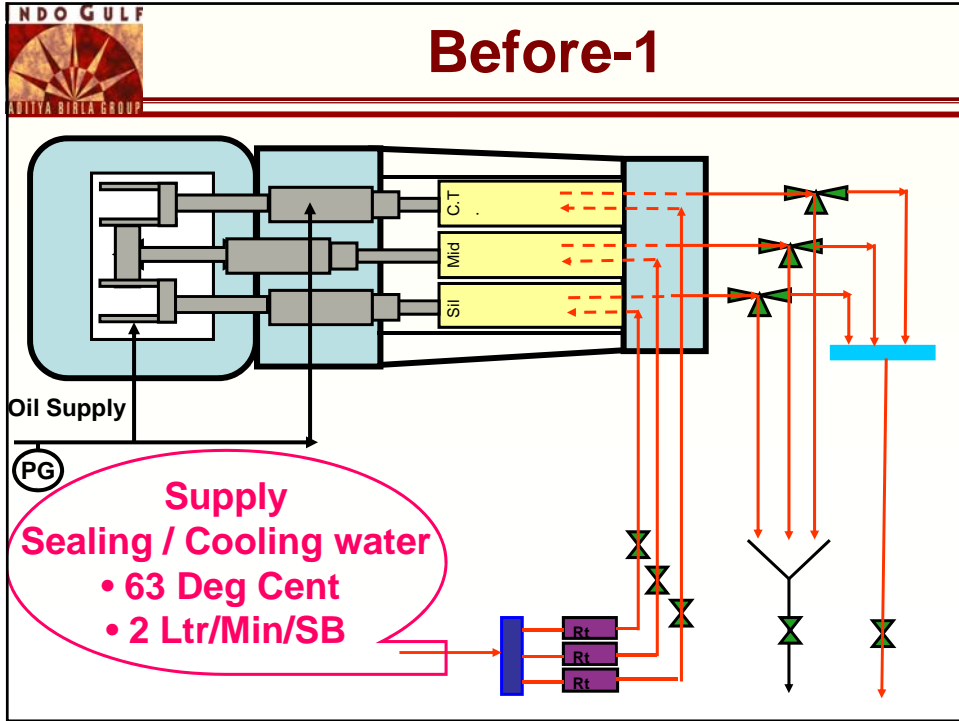 INDO GULF
ADITYA BIRLA GROUP
Before-1
C.T
.
Mid
Sil
Oil Supply
PG
Supply
Sealing / Cooling water
• 63 Deg Cent
• 2 Ltr/Min/SB
Rt
Rt
Rt